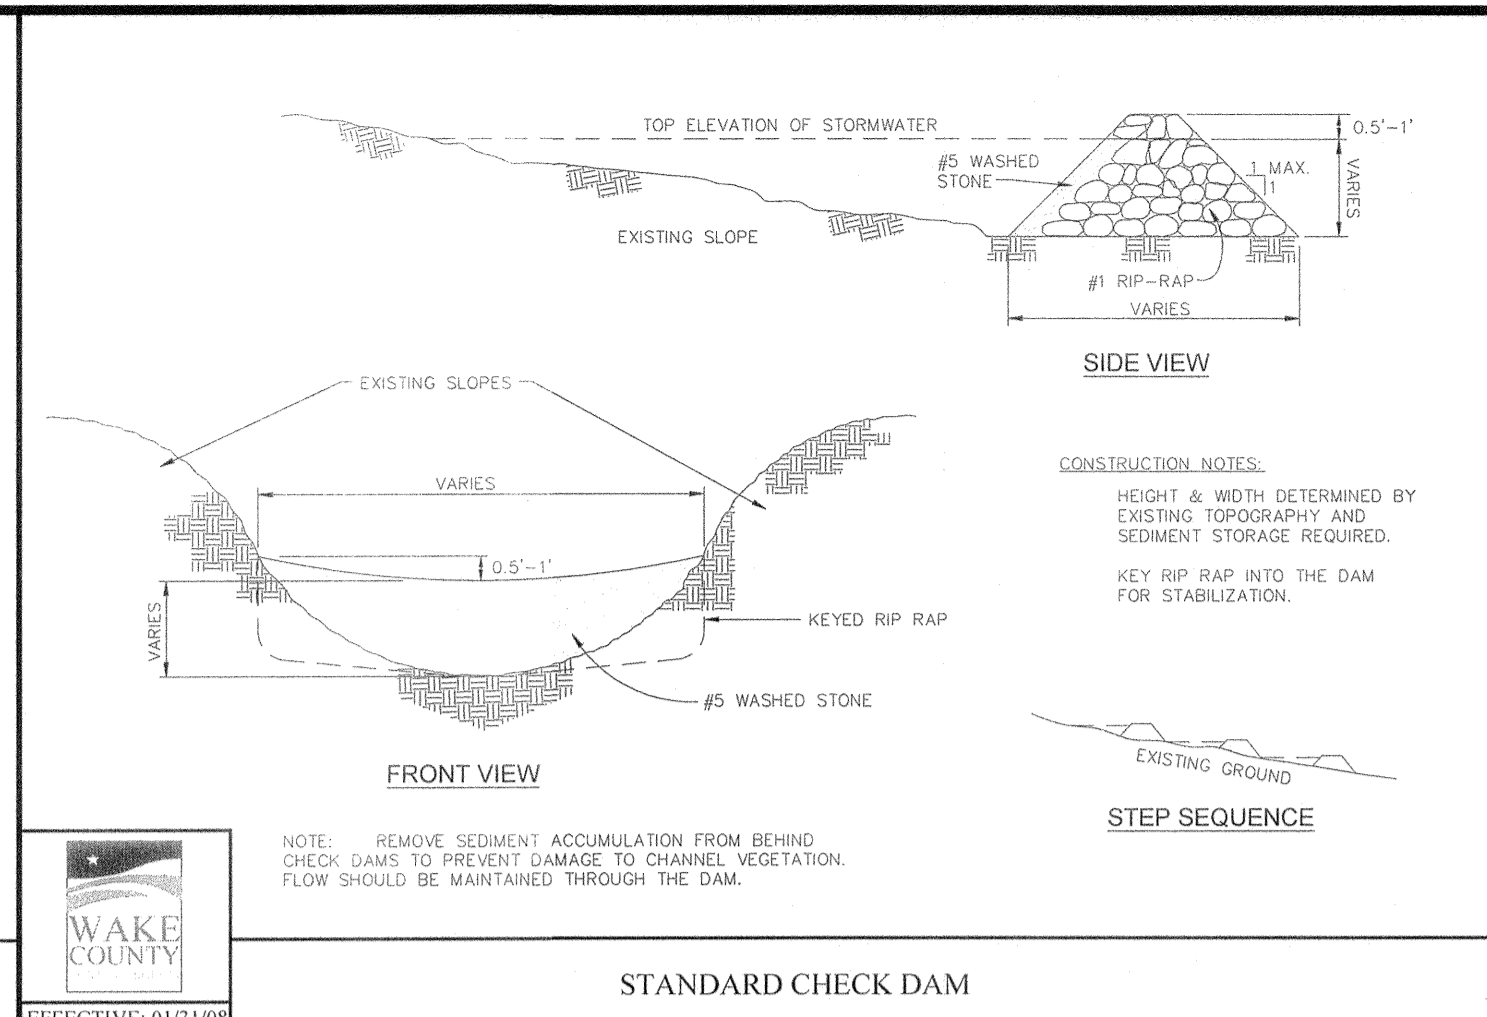 TOP ELEVATION OF STORMWATER
0.5'-1'
#5 WASHED
STONE
1 MAX.
1
VARIES
EXISTING SLOPE
#1 RIP-RAP
VARIES
SIDE VIEW
EXISTING SLOPES
VARIES
0.5'-1'
VARIES
KEYED RIP RAP
#5 WASHED STONE
FRONT VIEW
CONSTRUCTION NOTES:
HEIGHT & WIDTH DETERMINED BY
EXISTING TOPOGRAPHY AND
SEDIMENT STORAGE REQUIRED.
KEY RIP RAP INTO THE DAM
FOR STABILIZATION.
EXISTING GROUND
STEP SEQUENCE
NOTE: REMOVE SEDIMENT ACCUMULATION FROM BEHIND
CHECK DAMS TO PREVENT DAMAGE TO CHANNEL VEGETATION.
FLOW SHOULD BE MAINTAINED THROUGH THE DAM.
WAKE
COUNTY
STANDARD CHECK DAM
EFFECTIVE: 01/31/08